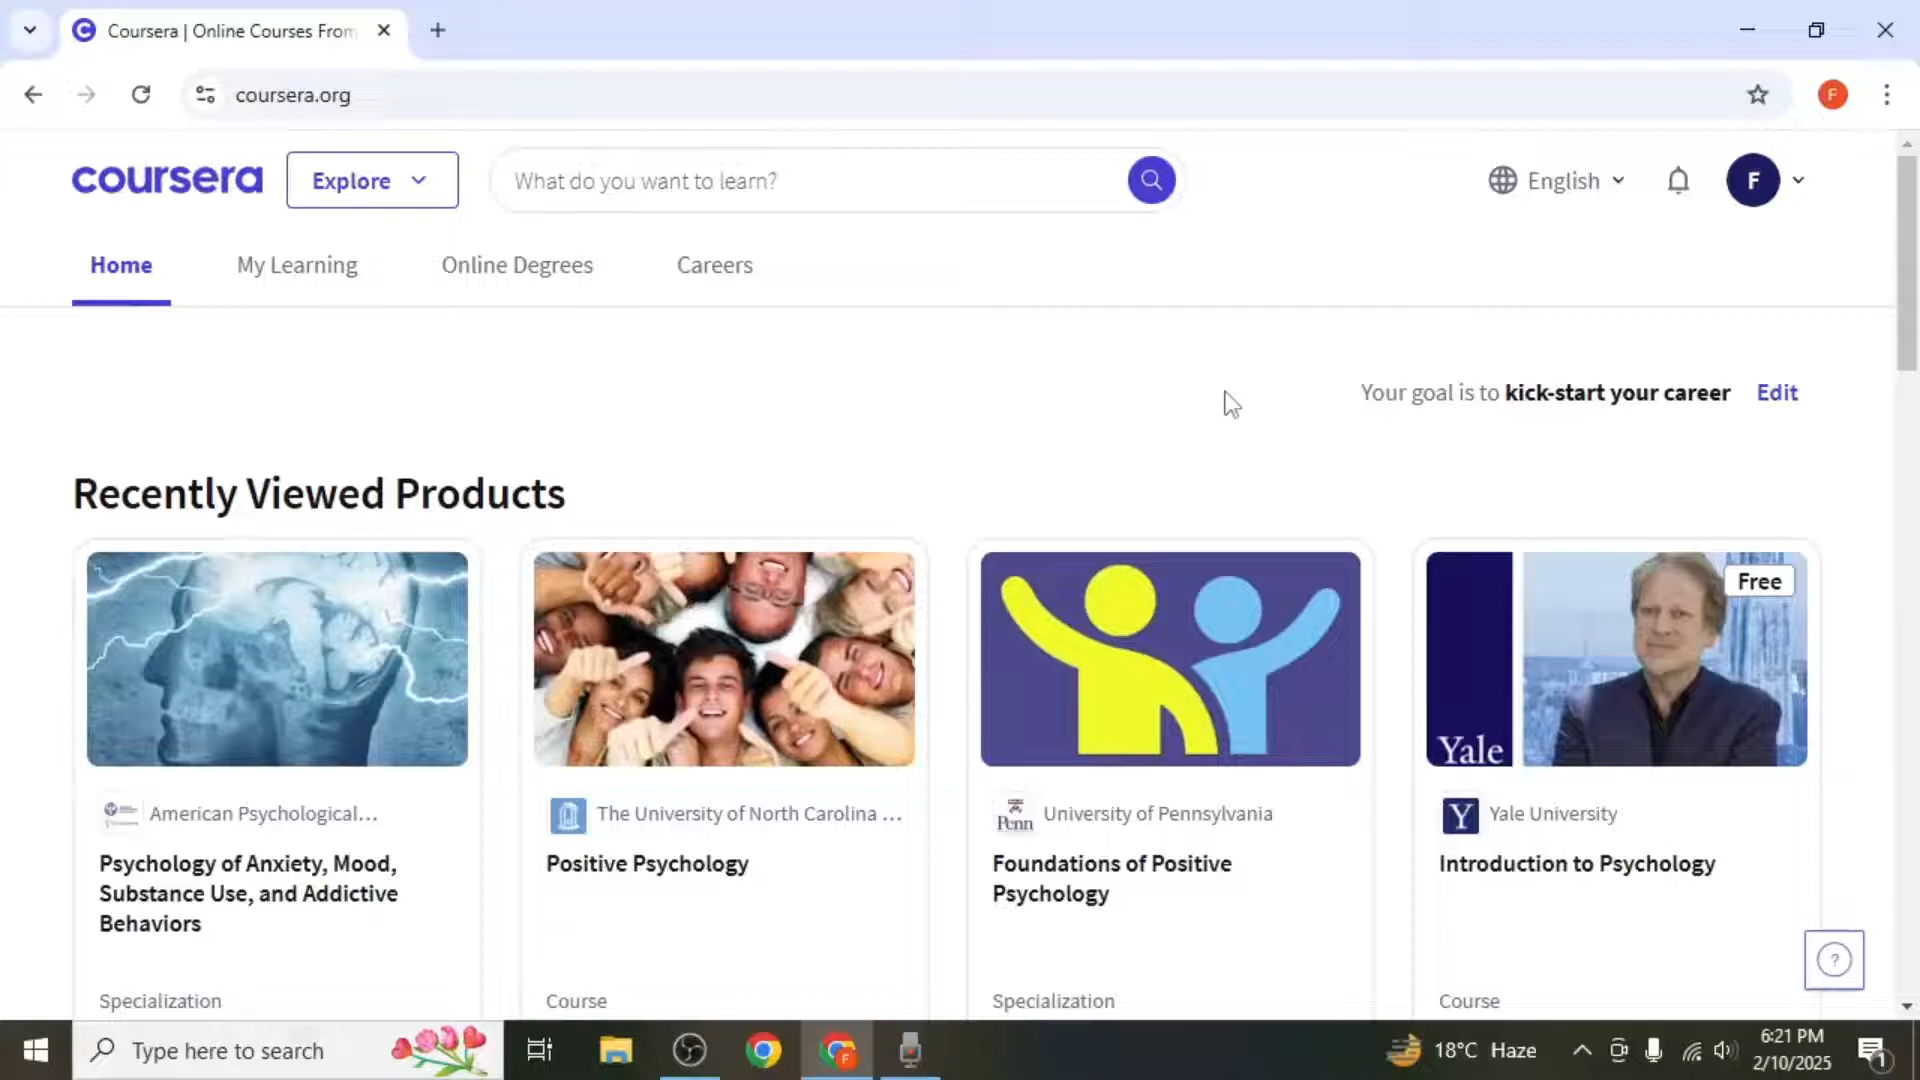 Coursera | Online Courses From
coursera.org
F
coursera
Explore
What do you want to learn?
English
F
Home
My Learning
Online Degrees
Careers
Your goal is to kick-start your career
Edit
Recently Viewed Products
Free
Yale
American Psychological...
Psychology of Anxiety, Mood,
Substance Use, and Addictive
Behaviors
Specialization
The University of North Carolina ...
Positive Psychology
Course
Penn
University of Pennsylvania
Foundations of Positive
Psychology
Specialization
Y
Yale University
Introduction to Psychology
Course
?
Type here to search
F
18°C Haze
6:21 PM
2/10/2025
1